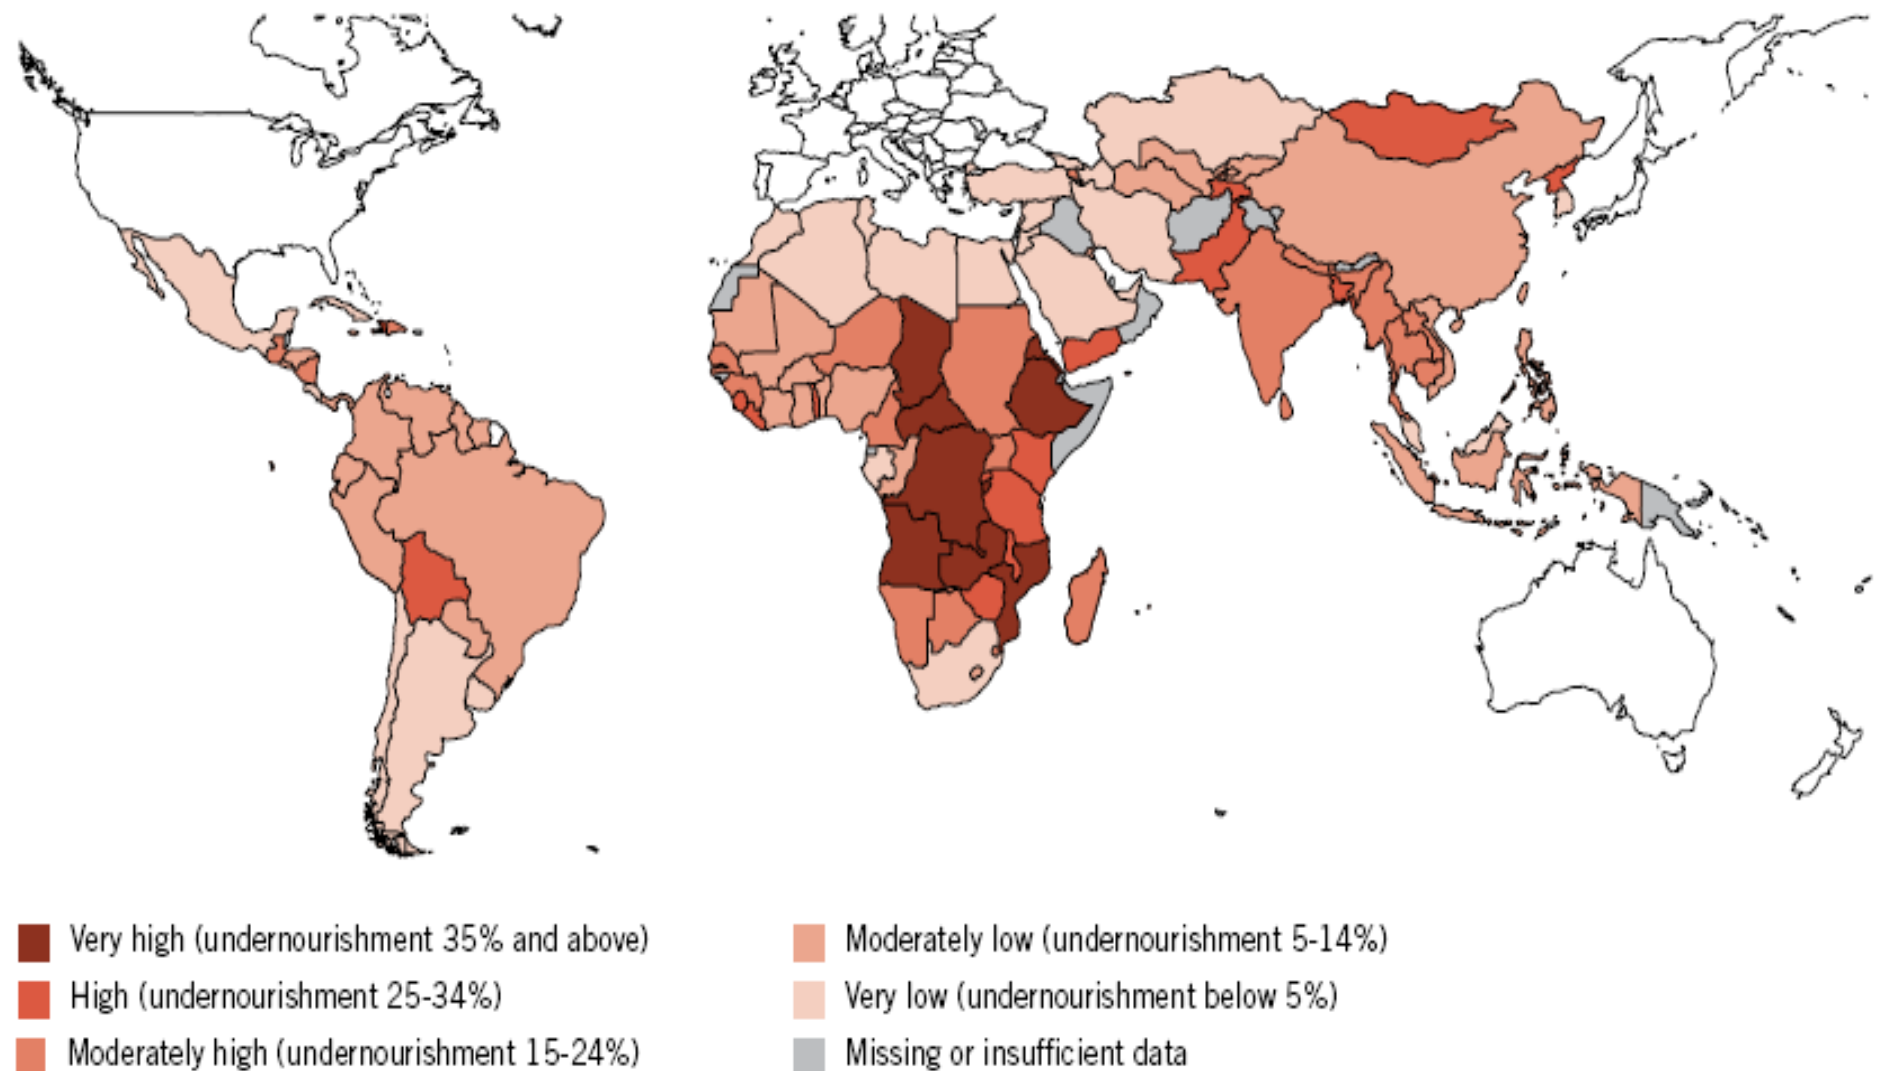 Very high (undernourishment 35% and above)
High (undernourishment 25-34%)
Moderately high (undernourishment 15-24%)
Moderately low (undernourishment 5-14%)
Very low (undernourishment below 5%)
Missing or insufficient data